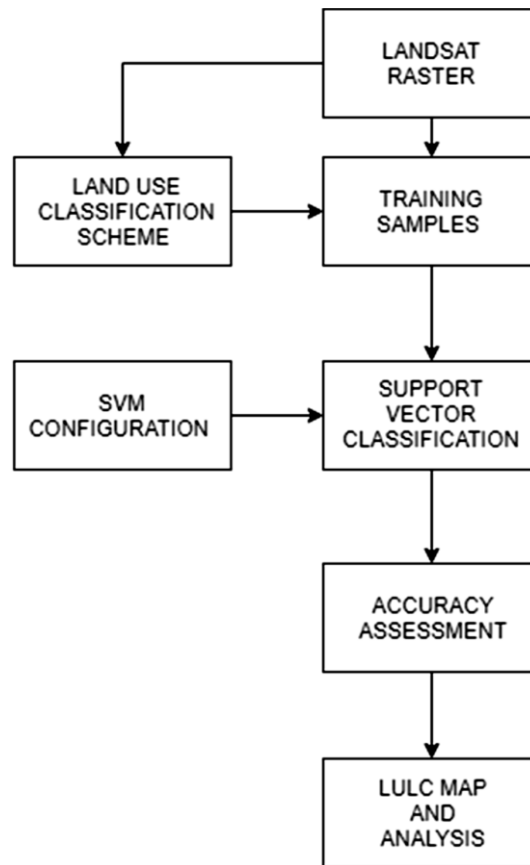 LANDSAT
RASTER
LAND USE
CLASSIFICATION
SCHEME
TRAINING
SAMPLES
SVM
CONFIGURATION
SUPPORT
VECTOR
CLASSIFICATION
ACCURACY
ASSESSMENT
LULC MAP
AND
ANALYSIS